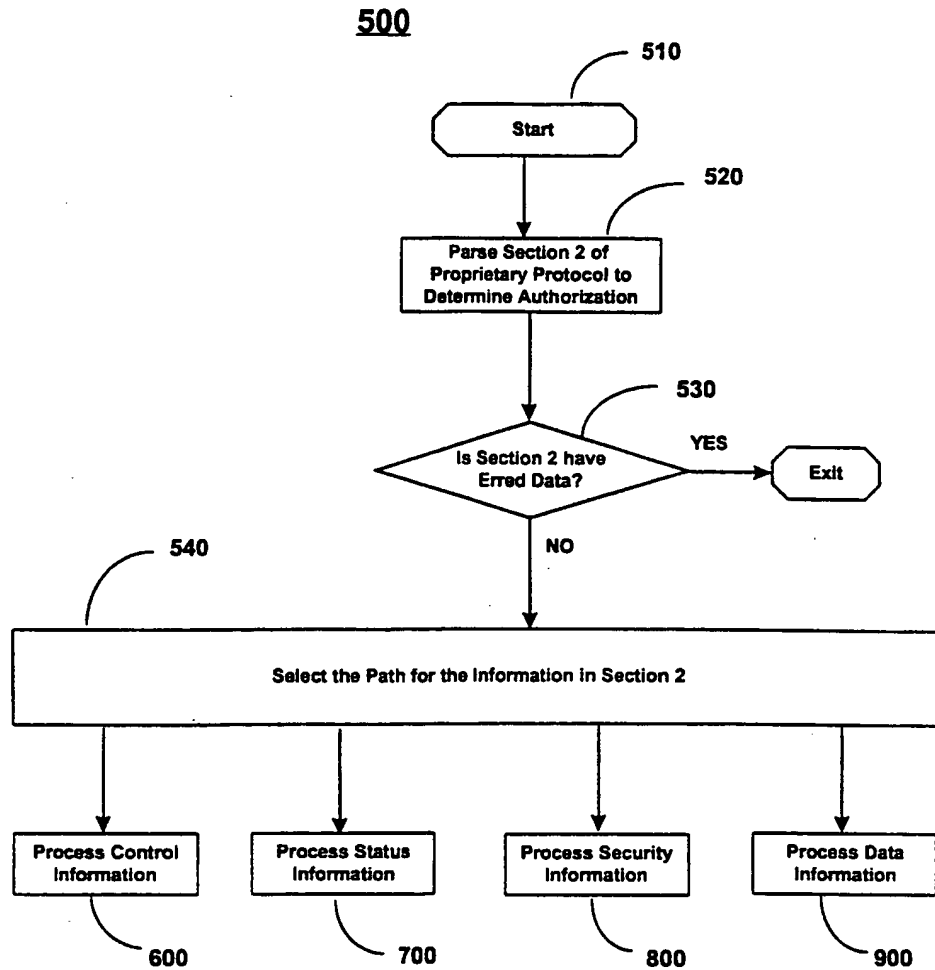 500
510
Start
520
Parse Section 2 of
Proprietary Protocol to
Determine Authorization
530
Is Section 2 have
Erred Data?
YES
Exit
NO
540
Select the Path for the Information in Section 2
Process Control
Information
Process Status
Information
Process Security
Information
Process Data
Information
600
700
800
900